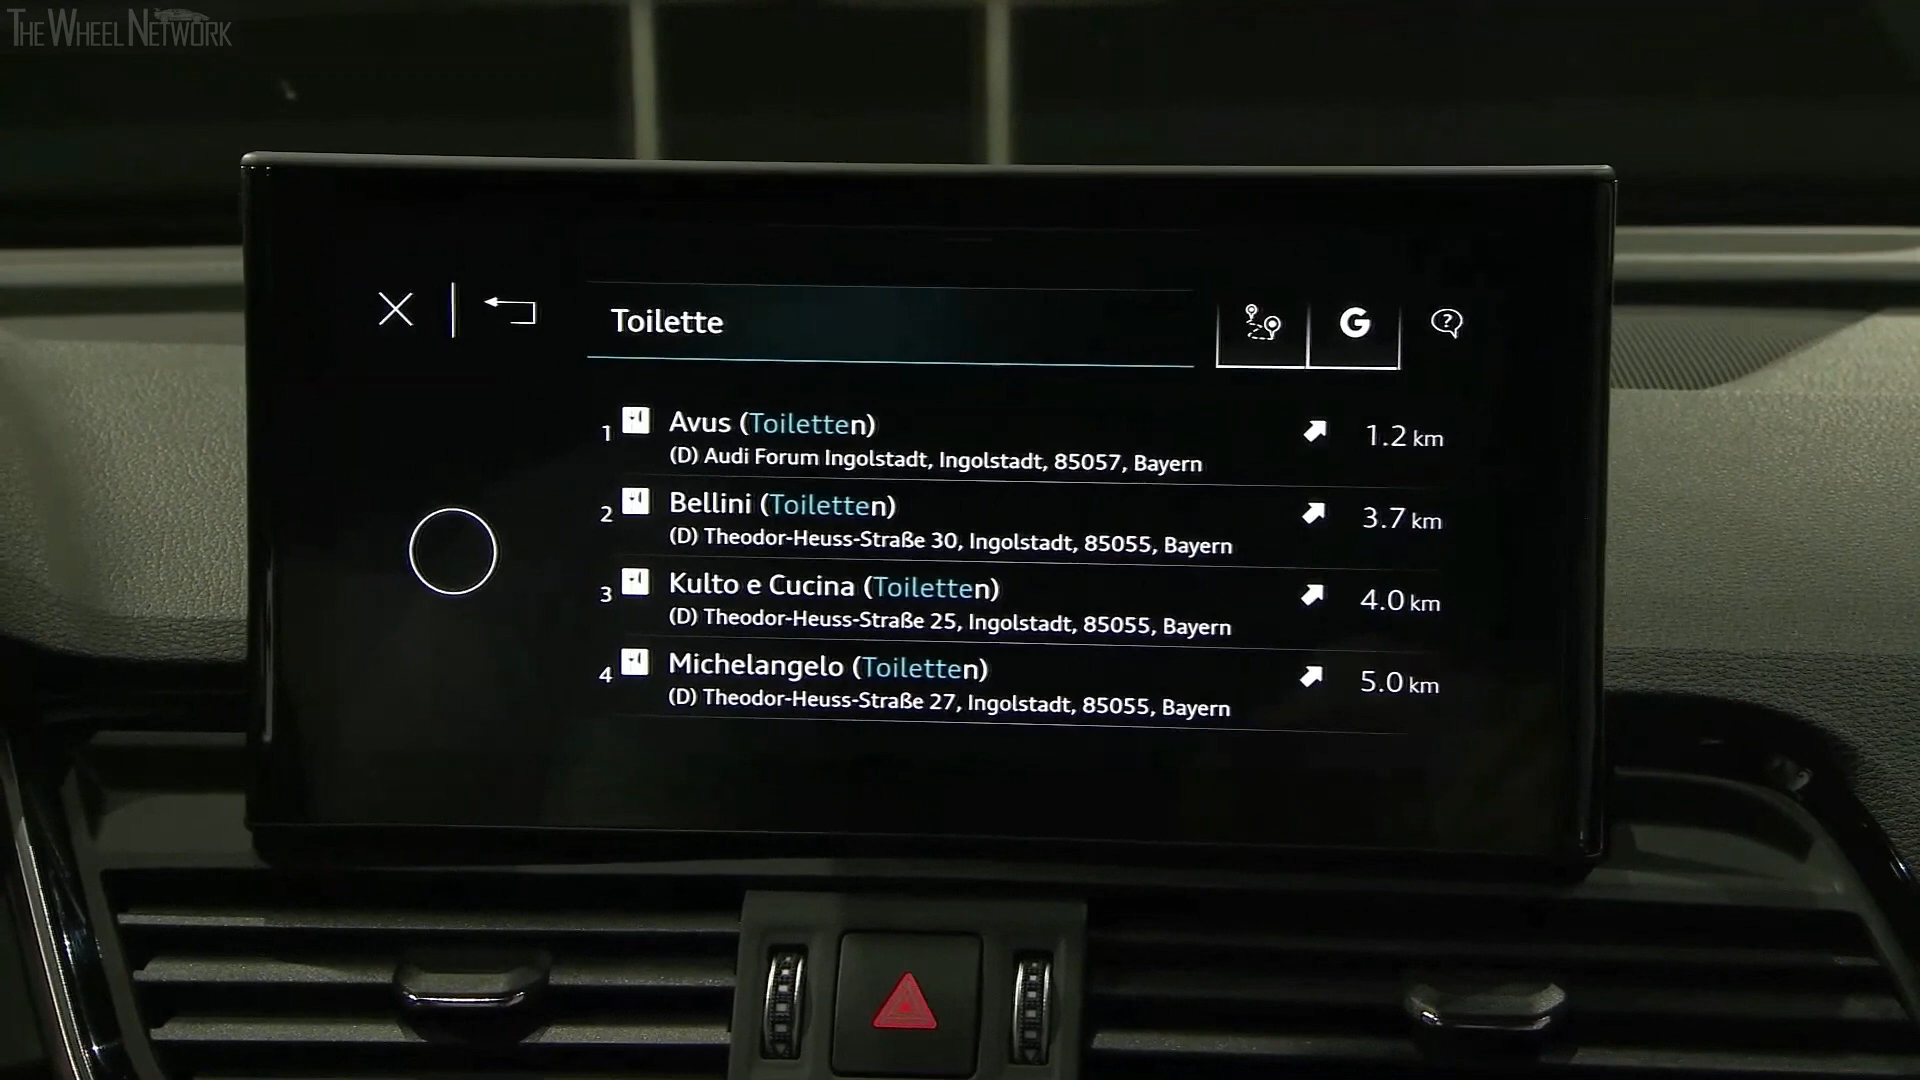 THE WHEEL NETWORK
Toilette
G
?
1 Avus (Toiletten) 1.2 km
(D) Audi Forum Ingolstadt, Ingolstadt, 85057, Bayern
2 Bellini (Toiletten) 3.7 km
(D) Theodor-Heuss-Straße 30, Ingolstadt, 85055, Bayern
3 Kulto e Cucina (Toiletten) 4.0 km
(D) Theodor-Heuss-Straße 25, Ingolstadt, 85055, Bayern
4 Michelangelo (Toiletten) 5.0 km
(D) Theodor-Heuss-Straße 27, Ingolstadt, 85055, Bayern